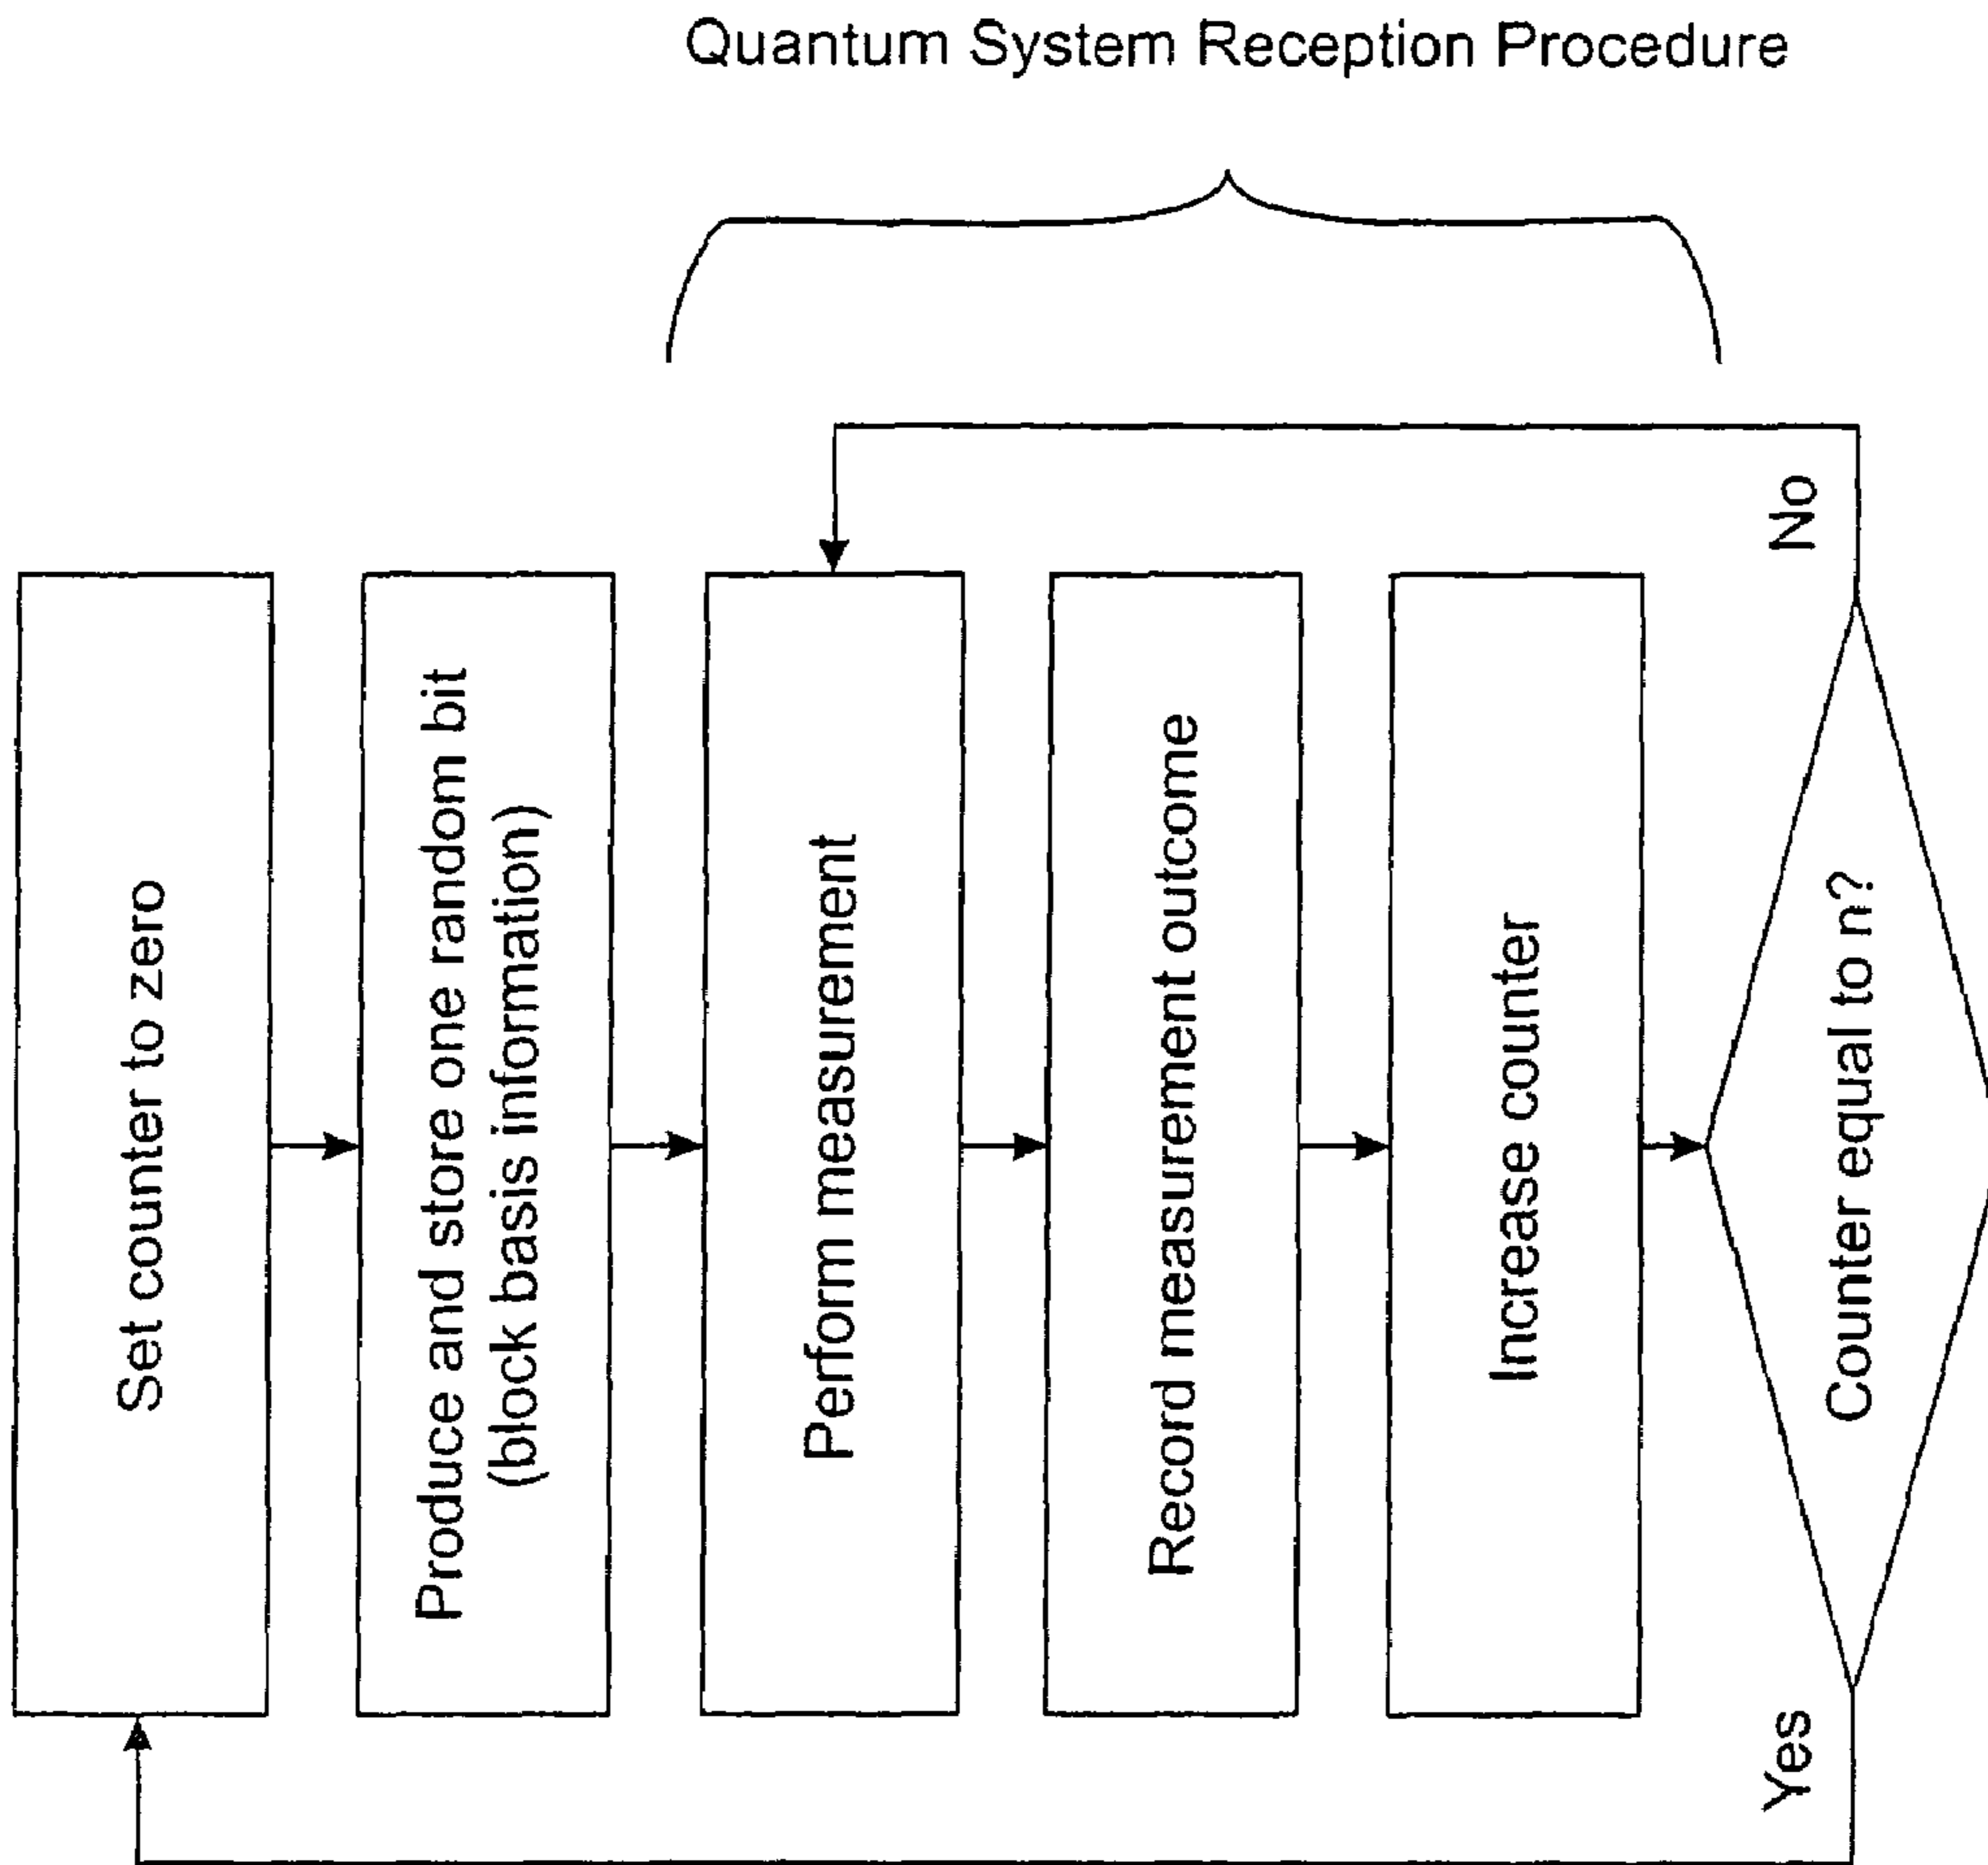 Quantum System Reception Procedure
Set counter to zero
Produce and store one random bit
(block basis information)
Perform measurement
Record measurement outcome
Increase counter
Counter equal to n?
No
Yes